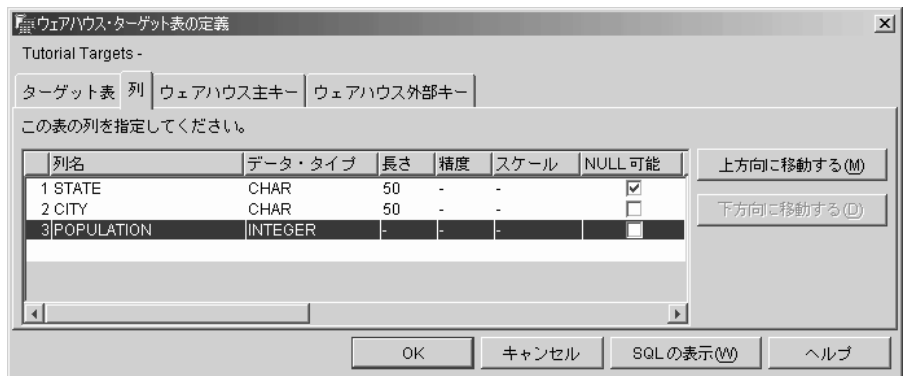 ウェアハウス・ターゲット表の定義
Tutorial Targets -
ターゲット表 列 ウェアハウス主キー ウェアハウス外部キー
この表の列を指定してください。
列名 データ・タイプ 長さ 精度 スケール NULL 可能
1 STATE CHAR 50 - -
2 CITY CHAR 50 - -
3 POPULATION INTEGER - - -
上方向に移動する(M)
下方向に移動する(D)
OK キャンセル SQL の表示(W) ヘルプ